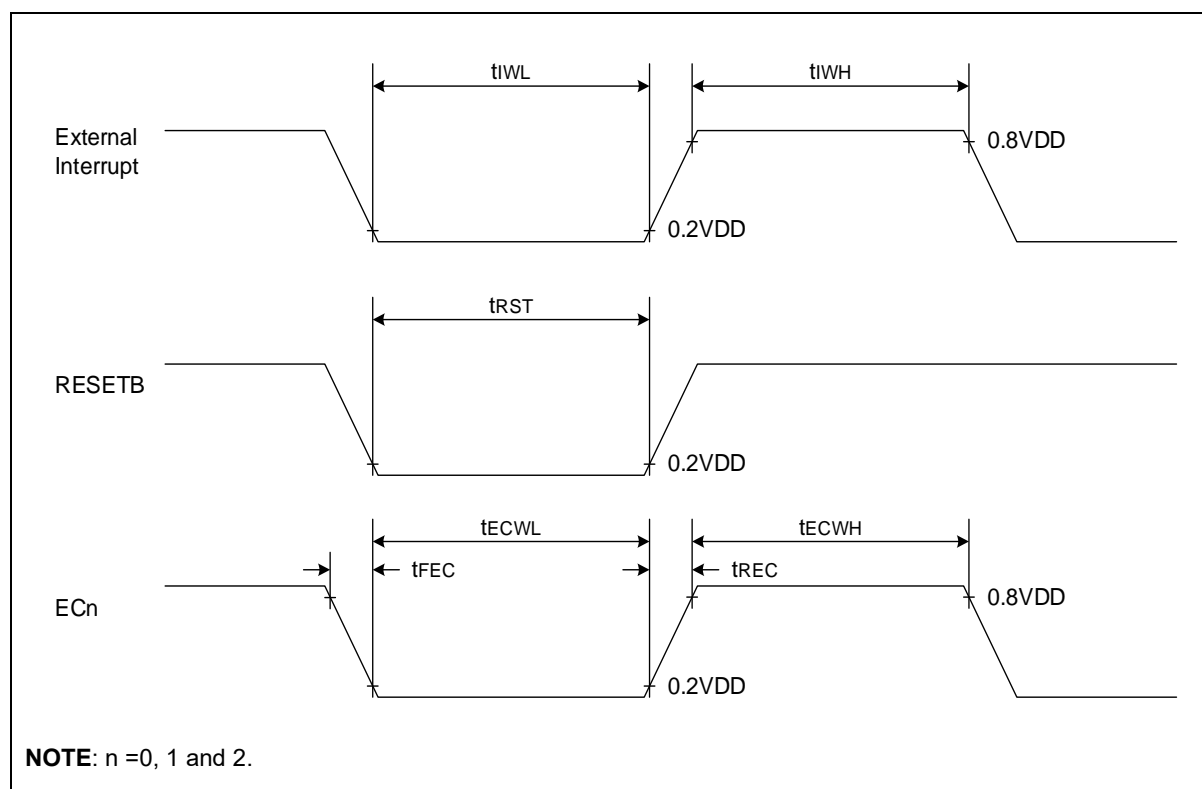 tIWL
tIWH
External
Interrupt
0.8VDD
0.2VDD
tRST
RESETB
0.2VDD
tECWL
tECWH
tFEC
tREC
ECn
0.8VDD
0.2VDD
NOTE: n =0, 1 and 2.